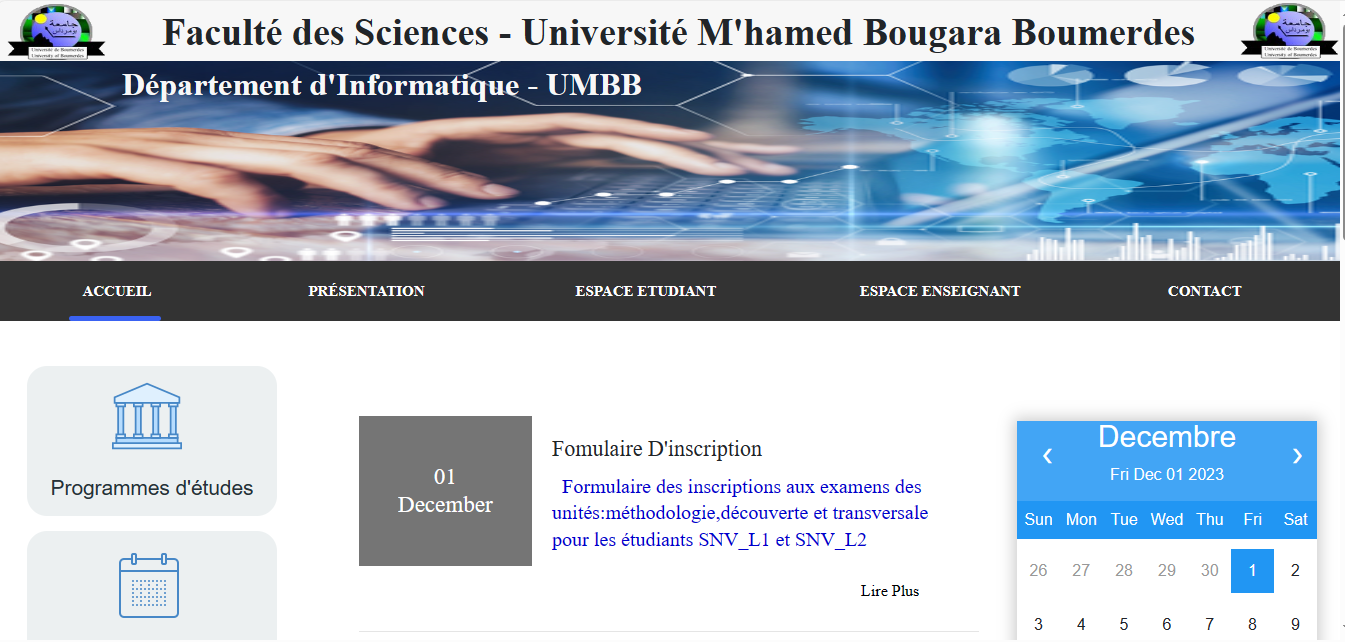 جامعة
بومرداس
Université de Boumerdes
University of Boumerdes
Faculté des Sciences - Université M'hamed Bougara Boumerdes
جامعة
بومرداس
Université de Boumerdes
University of Boumerdes
Département d'Informatique - UMBB
ACCUEIL PRÉSENTATION ESPACE ETUDIANT ESPACE ENSEIGNANT CONTACT
Programmes d'études
01
December
Fomulaire D'inscription
Formulaire des inscriptions aux examens des
unités:méthodologie,découverte et transversale
pour les étudiants SNV_L1 et SNV_L2
Lire Plus
‹ Decembre ›
Fri Dec 01 2023
Sun Mon Tue Wed Thu Fri Sat
26 27 28 29 30 1 2
3 4 5 6 7 8 9